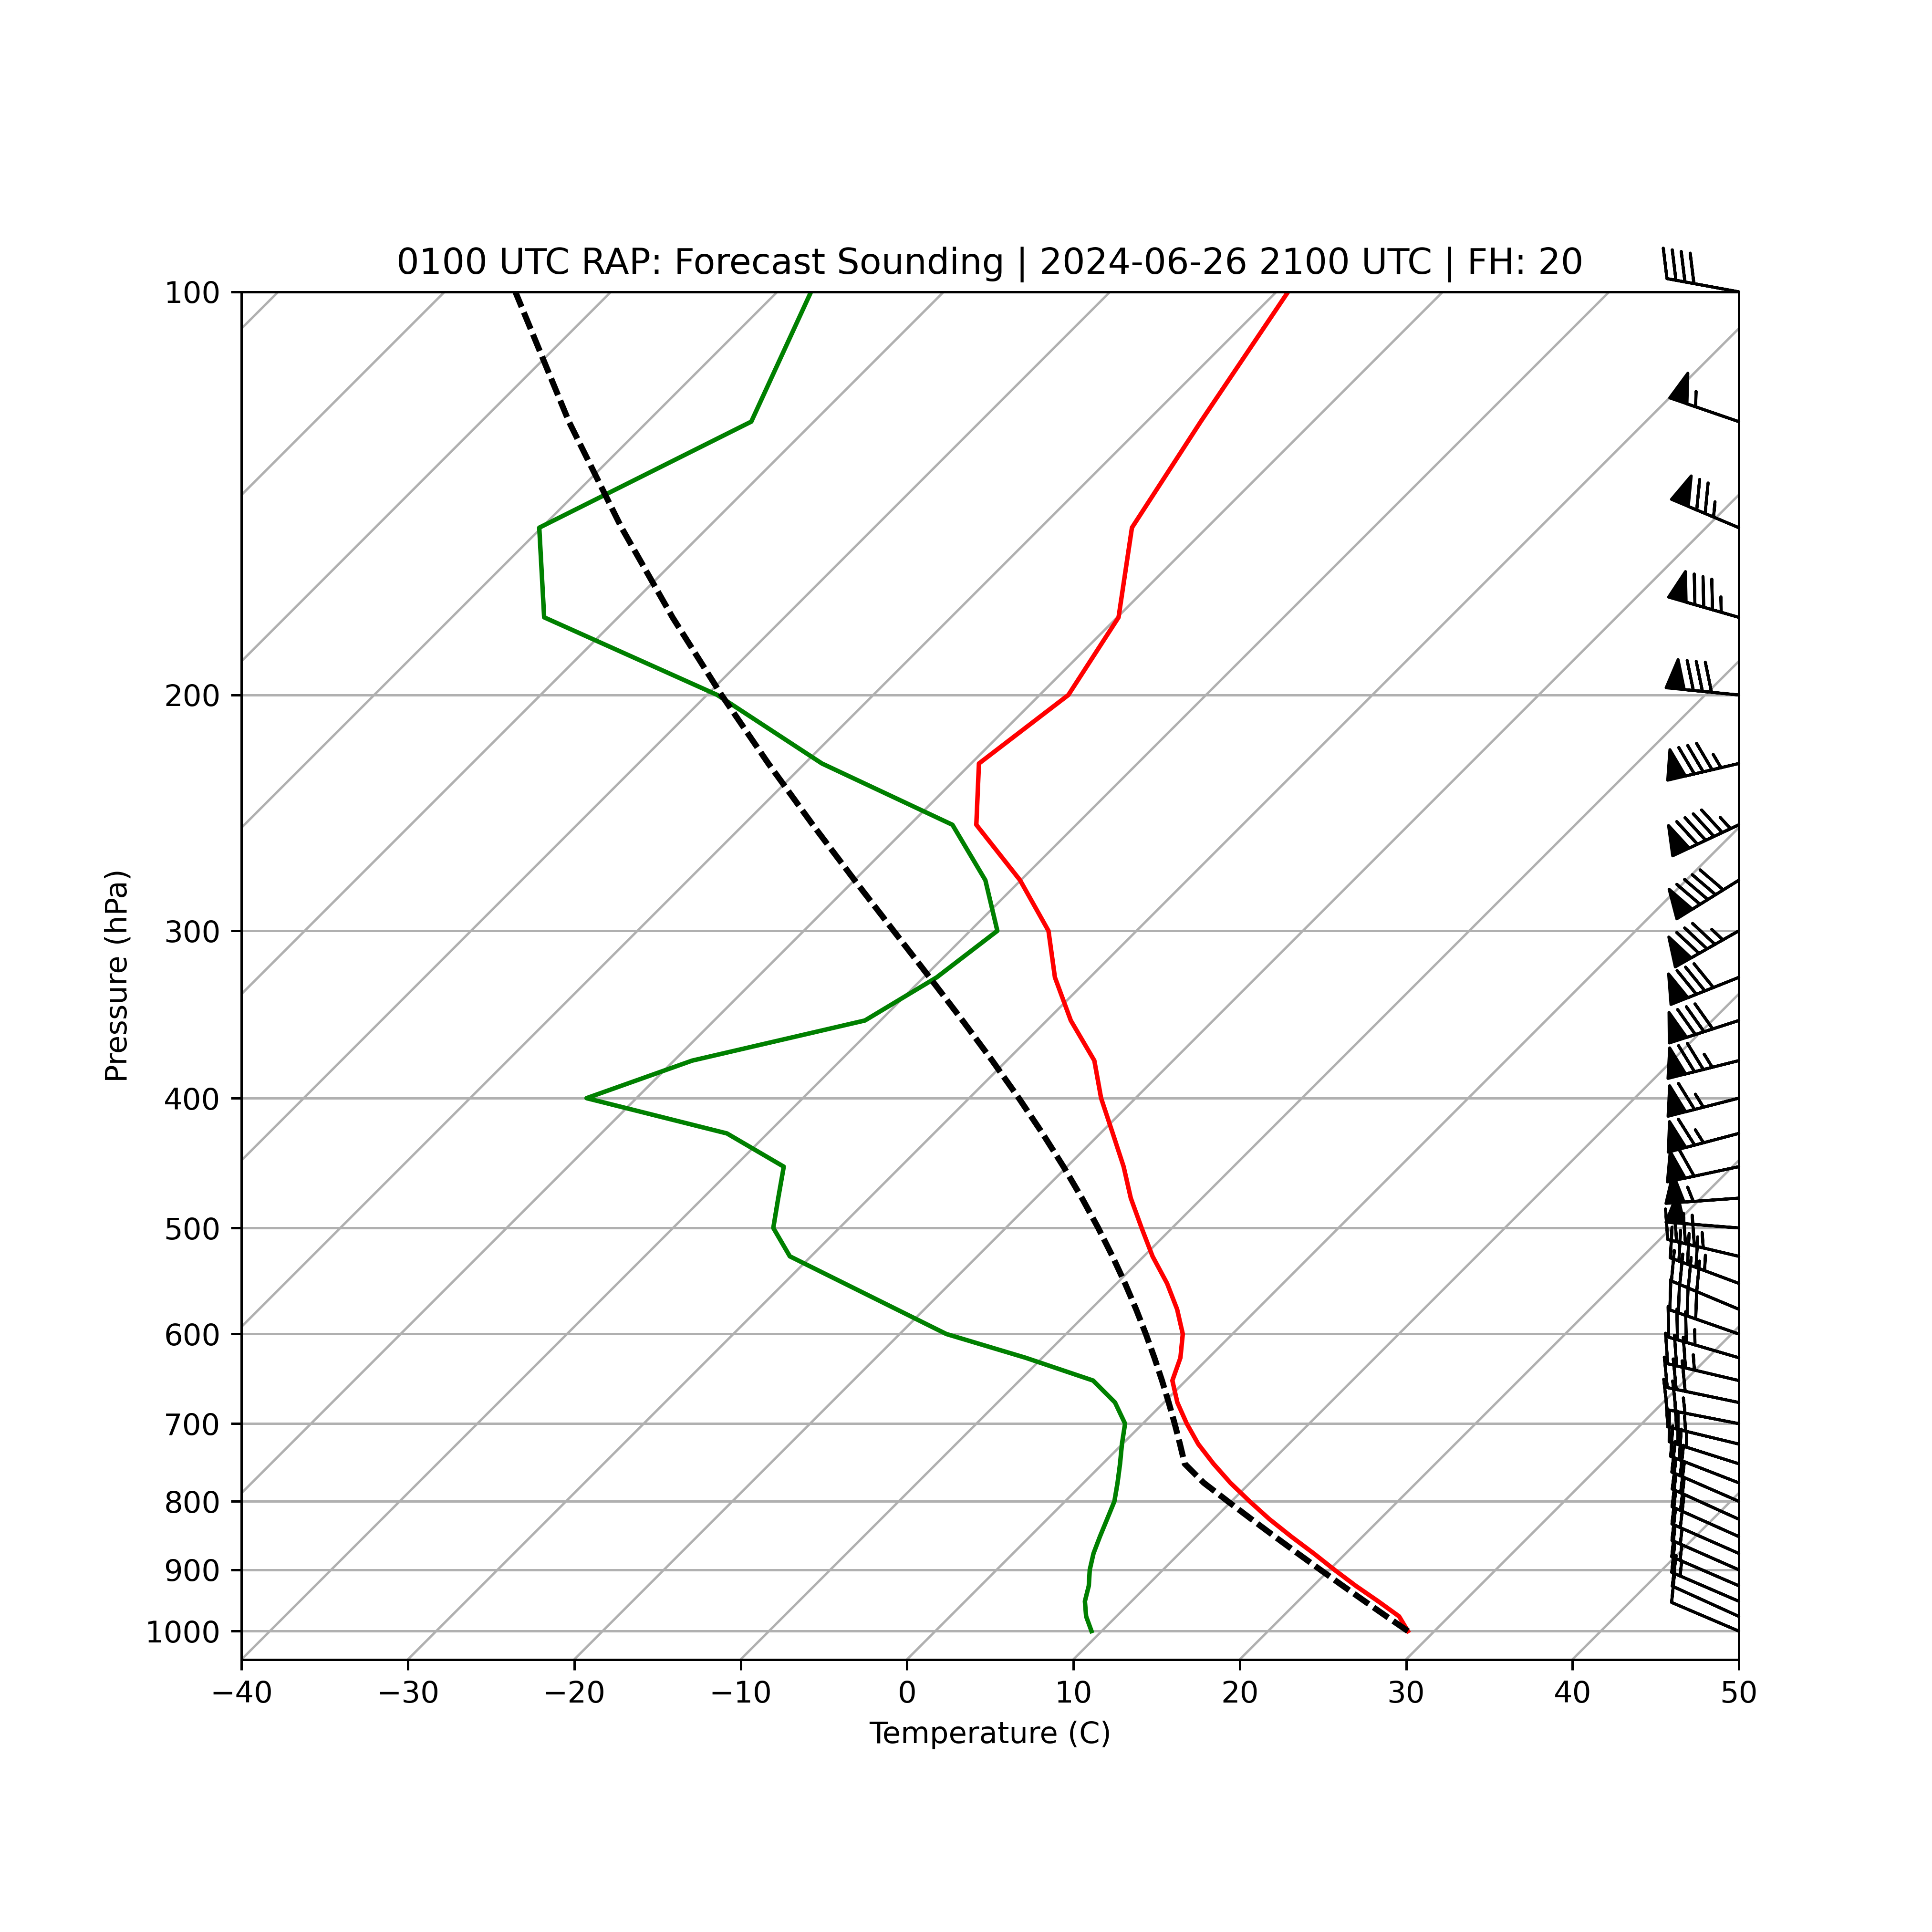 0100 UTC RAP: Forecast Sounding | 2024-06-26 2100 UTC | FH: 20
100
200
300
400
500
600
700
800
900
1000
Pressure (hPa)
−40 −30 −20 −10 0 10 20 30 40 50
Temperature (C)